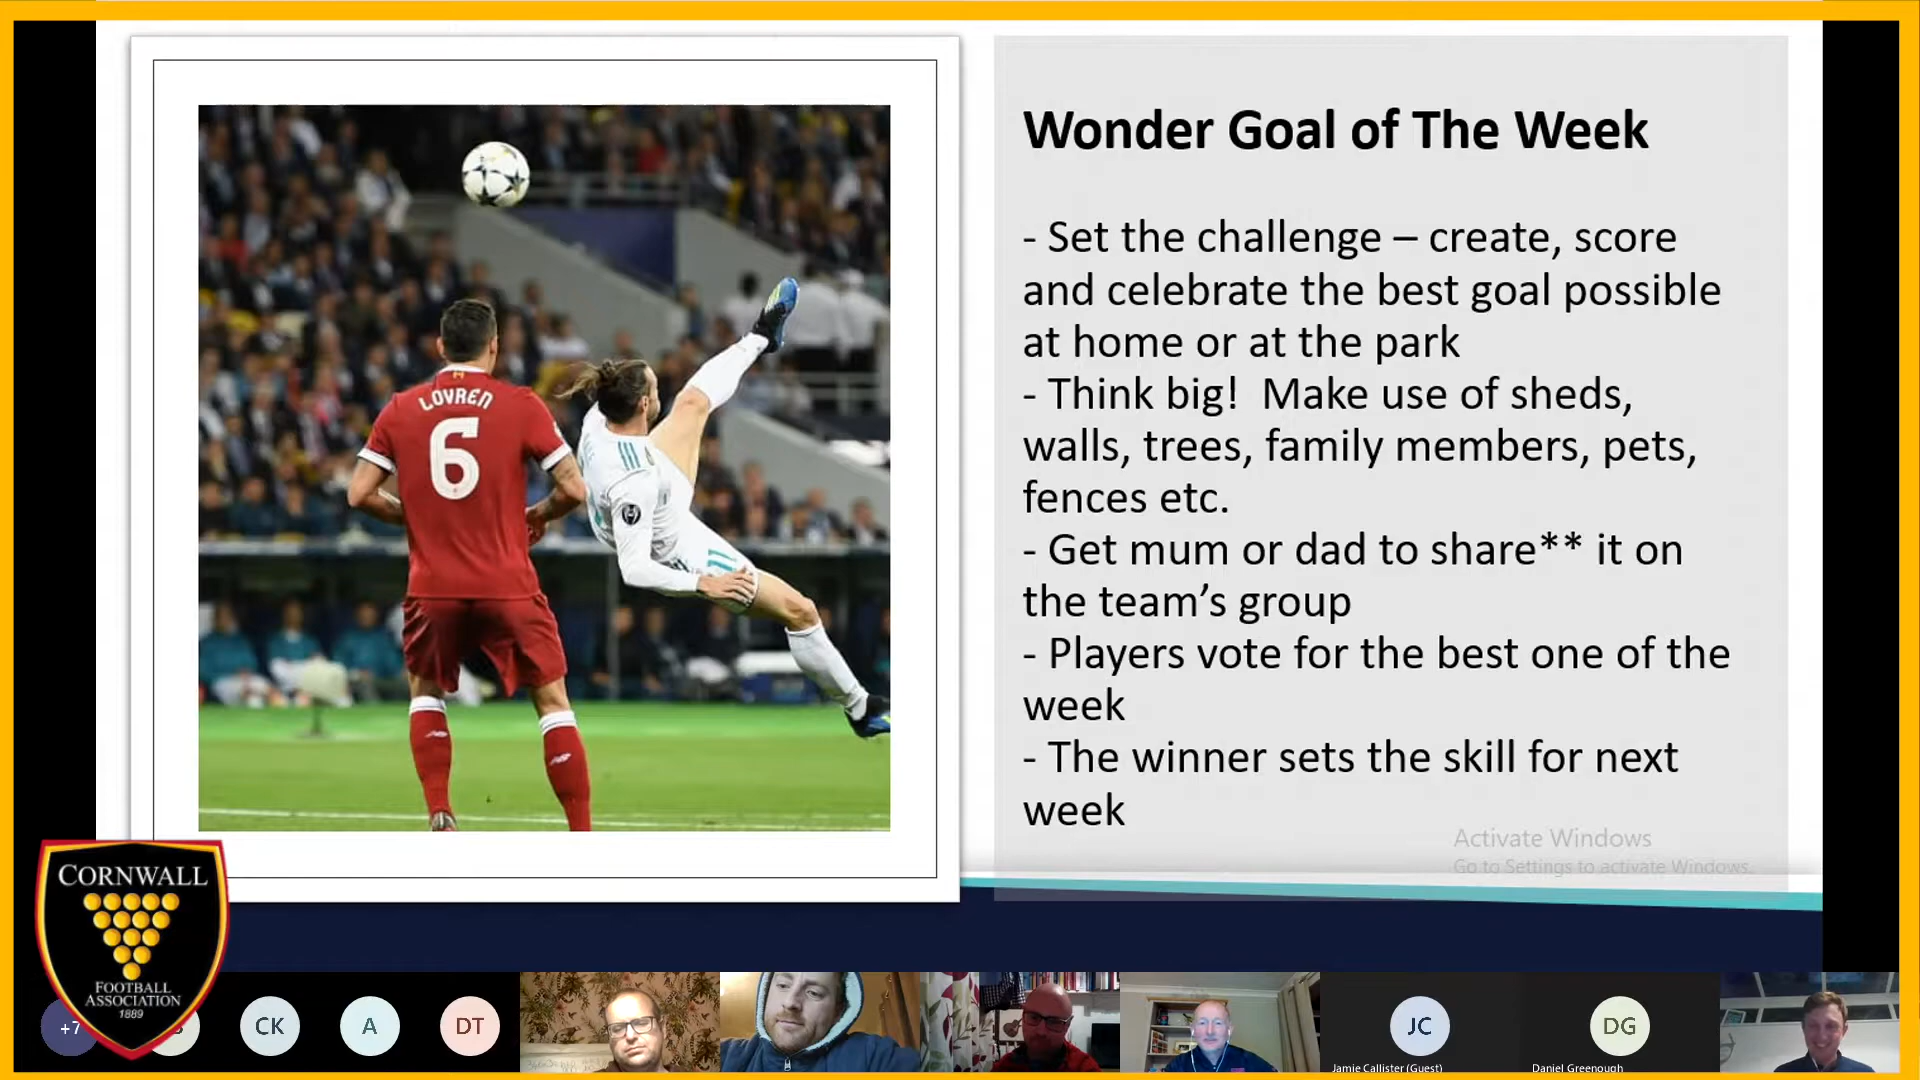 Wonder Goal of The Week
- Set the challenge – create, score
and celebrate the best goal possible
at home or at the park
- Think big!  Make use of sheds,
walls, trees, family members, pets,
fences etc.
- Get mum or dad to share** it on
the team's group
- Players vote for the best one of the
week
- The winner sets the skill for next
week
LOVREN
6
11
Activate Windows
Go to Settings to activate Windows.
CORNWALL
FOOTBALL
ASSOCIATION
1889
+7
CK
A
DT
JC
Jamie Callister (Guest)
DG
Daniel Greenough